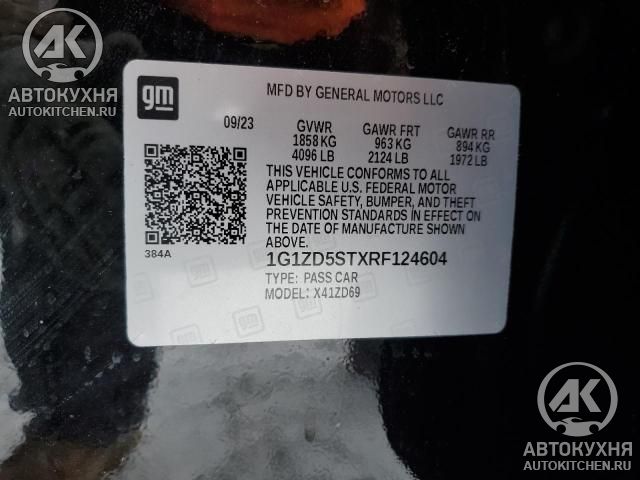 AK
АВТОКУХНЯ
AUTOKITCHEN.RU
gm
MFD BY GENERAL MOTORS LLC
09/23
GVWR GAWR FRT GAWR RR
1858 KG 963 KG 894 KG
4096 LB 2124 LB 1972 LB
THIS VEHICLE CONFORMS TO ALL
APPLICABLE U.S. FEDERAL MOTOR
VEHICLE SAFETY, BUMPER, AND THEFT
PREVENTION STANDARDS IN EFFECT ON
THE DATE OF MANUFACTURE SHOWN
ABOVE.
384A
1G1ZD5STXRF124604
TYPE: PASS CAR
MODEL: X41ZD69
AK
АВТОКУХНЯ
AUTOKITCHEN.RU